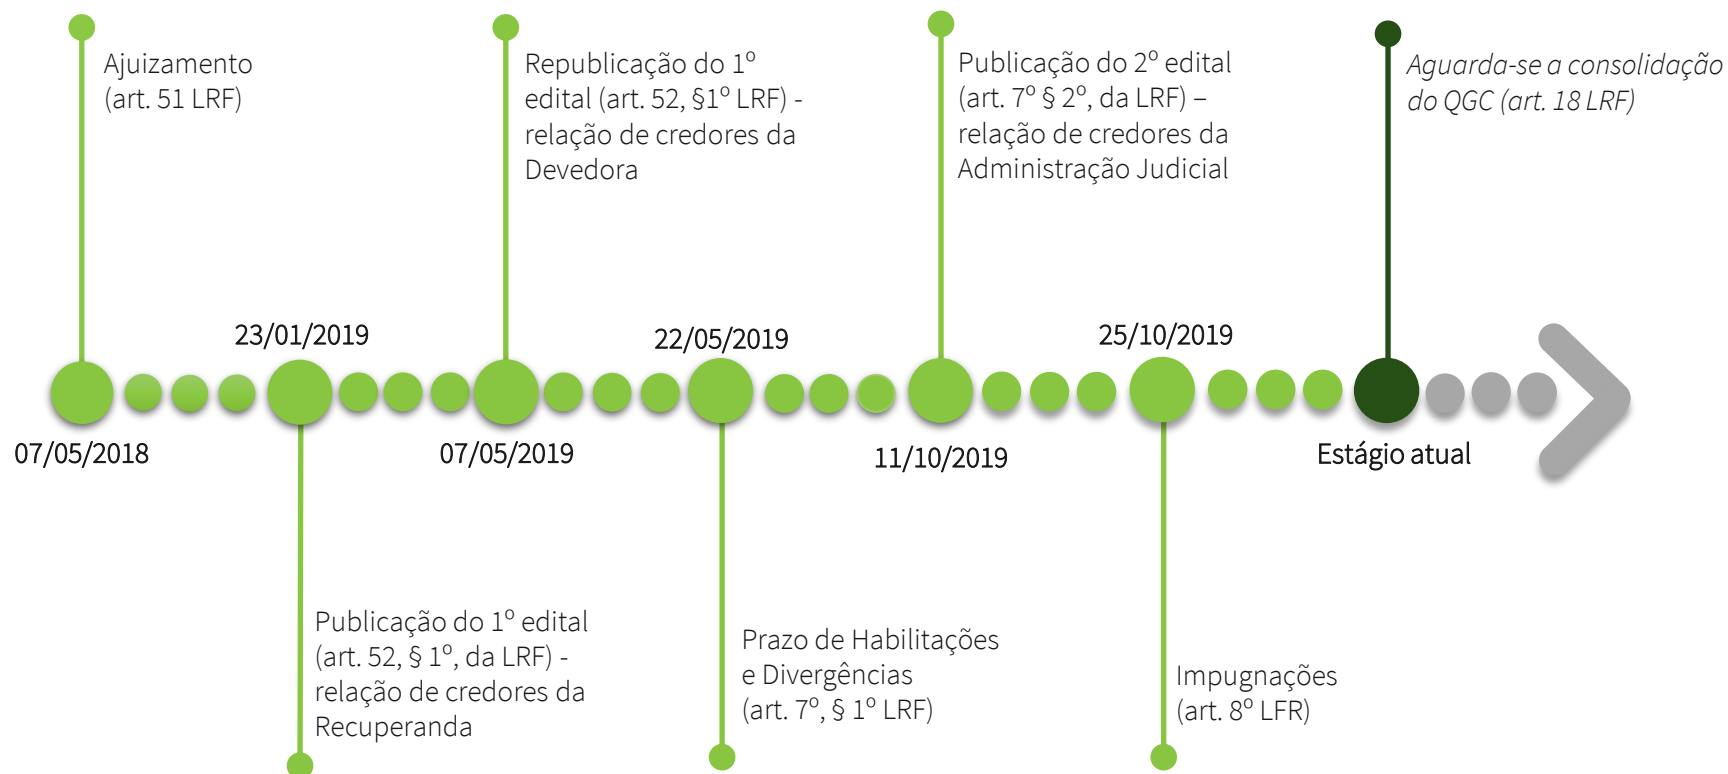 Ajuizamento
(art. 51 LRF)
Republicação do 1º
edital (art. 52, §1º LRF) -
relação de credores da
Devedora
Publicação do 2º edital
(art. 7º § 2º, da LRF) –
relação de credores da
Administração Judicial
Aguarda-se a consolidação
do QGC (art. 18 LRF)
23/01/2019
22/05/2019
25/10/2019
07/05/2018
07/05/2019
11/10/2019
Estágio atual
Publicação do 1º edital
(art. 52, § 1º, da LRF) -
relação de credores da
Recuperanda
Prazo de Habilitações
e Divergências
(art. 7º, § 1º LRF)
Impugnações
(art. 8º LFR)